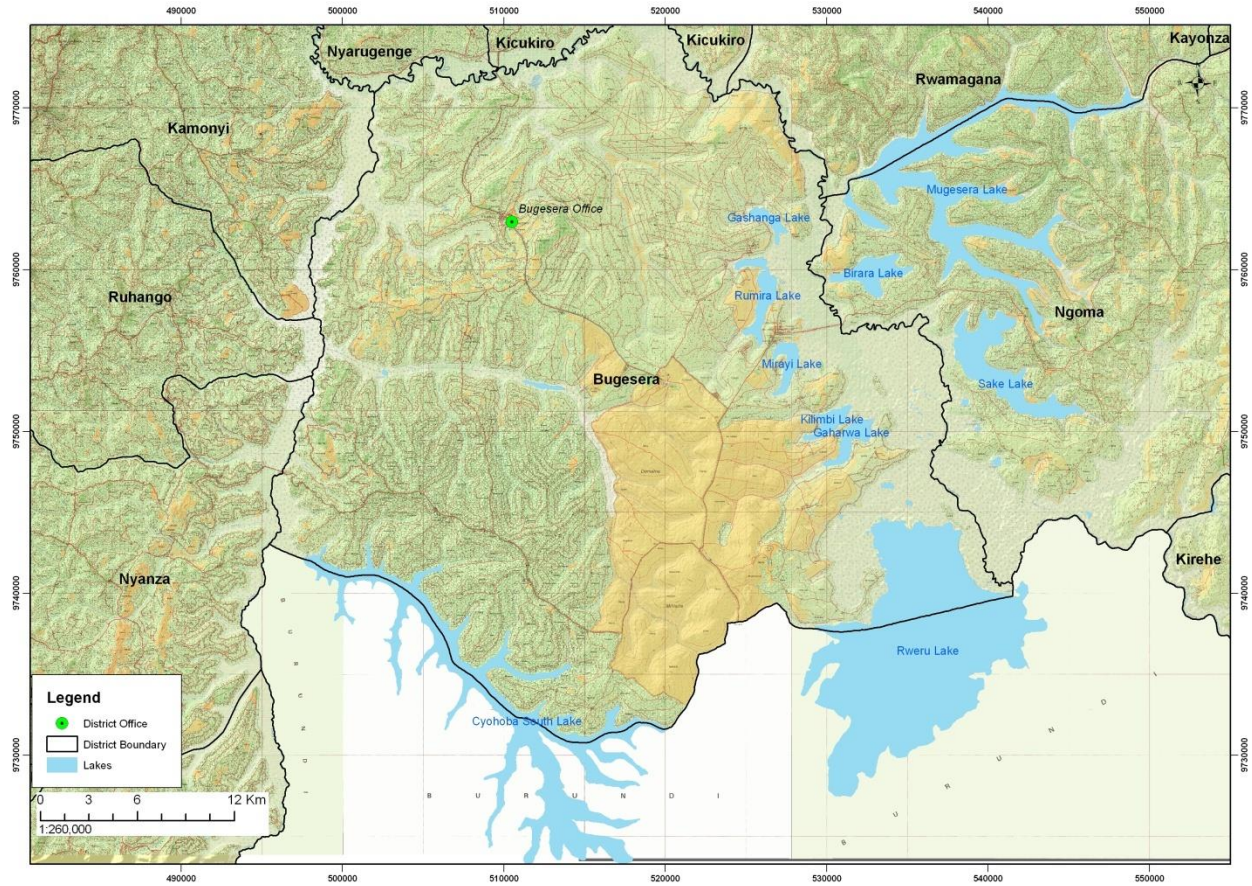 490000 500000 510000 520000 530000 540000 550000
Nyarugenge
Kicukiro
Kicukiro
Kayonza
Rwamagana
9770000
9770000
Kamonyi
Mugesera Lake
Bugesera Office
Gashanga Lake
9760000
9760000
Birara Lake
Ruhango
Rumira Lake
Ngoma
Mirayi Lake
Bugesera
Sake Lake
Kilimbi Lake
Gaharwa Lake
9750000
9750000
Kirehe
Nyanza
9740000
9740000
Rweru Lake
Cyohoba South Lake
9730000
9730000
BURUNDI
BURUNDI
BURUNDI
Legend
District Office
District Boundary
Lakes
0 3 6 12 Km
1:260,000
490000 500000 510000 520000 530000 540000 550000